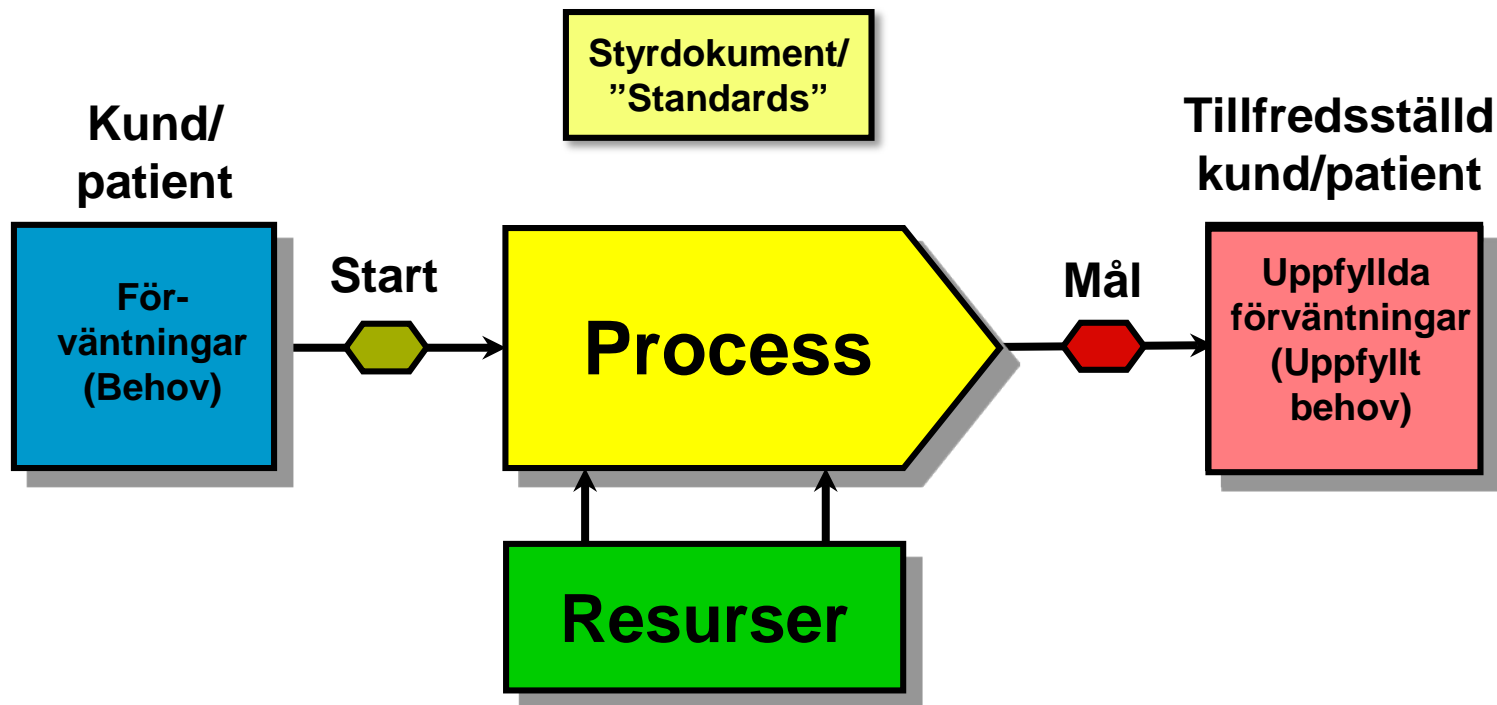 Styrdokument/
”Standards”
Kund/
patient
Tillfredsställd
kund/patient
För-
väntningar
(Behov)
Start
Process
Mål
Uppfyllda
förväntningar
(Uppfyllt
behov)
Resurser